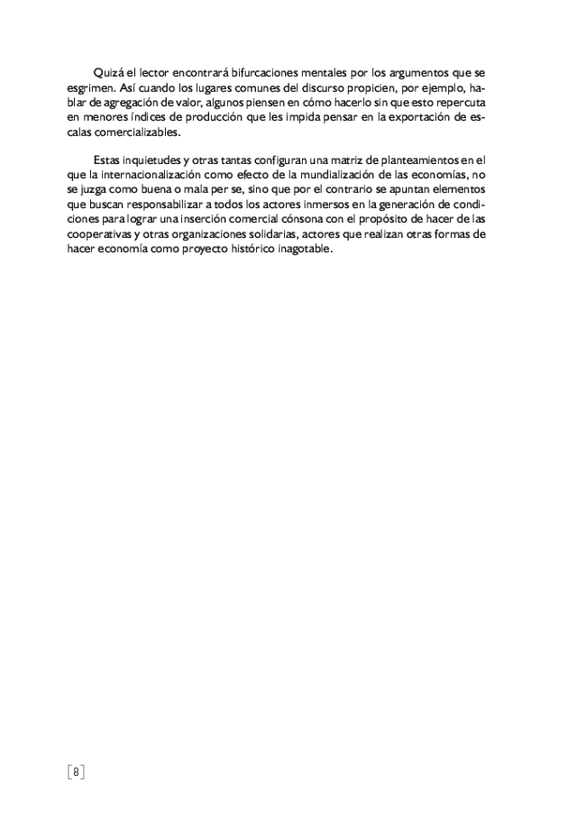 Quizá el lector encontrará bifurcaciones mentales por los argumentos que se
esgrimen. Así cuando los lugares comunes del discurso propicien, por ejemplo, ha-
blar de agregación de valor, algunos piensen en cómo hacerlo sin que esto repercuta
en menores índices de producción que les impida pensar en la exportación de es-
calas comercializables.
Estas inquietudes y otras tantas configuran una matriz de planteamientos en el
que la internacionalización como efecto de la mundialización de las economías, no
se juzga como buena o mala per se, sino que por el contrario se apuntan elementos
que buscan responsabilizar a todos los actores inmersos en la generación de condi-
ciones para lograr una inserción comercial cónsona con el propósito de hacer de las
cooperativas y otras organizaciones solidarias, actores que realizan otras formas de
hacer economía como proyecto histórico inagotable.
[8]